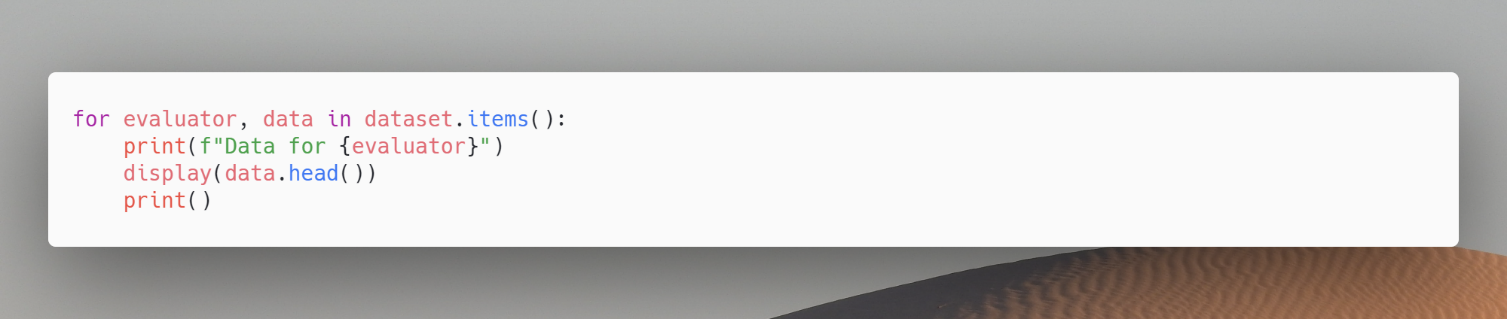 for evaluator, data in dataset.items():
    print(f"Data for {evaluator}")
    display(data.head())
    print()